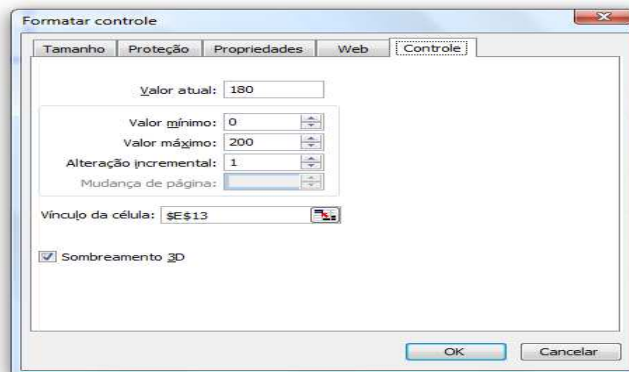 Formatar controle
Tamanho Proteção Propriedades Web Controle
Valor atual: 180
Valor mínimo: 0
Valor máximo: 200
Alteração incremental: 1
Mudança de página:
Vínculo da célula: $E$13
Sombreamento 3D
OK Cancelar